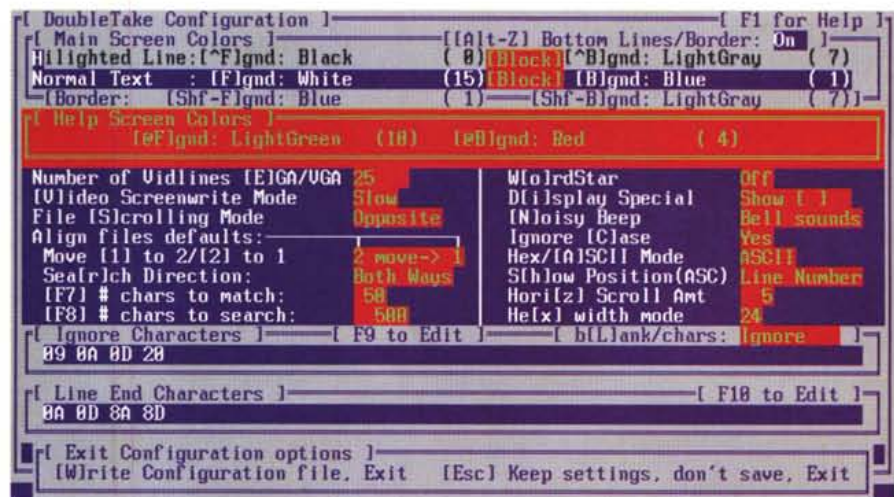 [ DoubleTake Configuration ] [ F1 for Help ]
[ Main Screen Colors ] [[Alt-Z] Bottom Lines/Border: On ]
Hilighted Line:[^F]gnd: Black ( 0)[Block][^B]gnd: LightGray ( 7)
Normal Text : [F]gnd: White (15)[Block] [B]gnd: Blue ( 1)
[Border: [Shf-F]gnd: Blue ( 1) [Shf-B]gnd: LightGray ( 7)]
[ Help Screen Colors ]
[@F]gnd: LightGreen (10) [@B]gnd: Red ( 4)
Number of Vidlines [E]GA/VGA 25 W[o]rdStar Off
[V]ideo Screenwrite Mode Slow D[i]splay Special Show [ ]
File [S]crolling Mode Opposite [N]oisy Beep Bell sounds
Align files defaults: Ignore [C]ase Yes
Move [1] to 2/[2] to 1 2 move-> 1 Hex/[A]SCII Mode ASCII
Sea[r]ch Direction: Both Ways S[h]ow Position(ASC) Line Number
[F7] # chars to match: 50 Hori[z] Scroll Amt 5
[F8] # chars to search: 500 He[x] width mode 24
[ Ignore Characters ] [ F9 to Edit ] [ b[L]ank/chars: Ignore ]
09 0A 0D 20
[ Line End Characters ] [ F10 to Edit ]
0A 0D 8A 8D
[ Exit Configuration options ]
[W]rite Configuration file, Exit [Esc] Keep settings, don't save, Exit